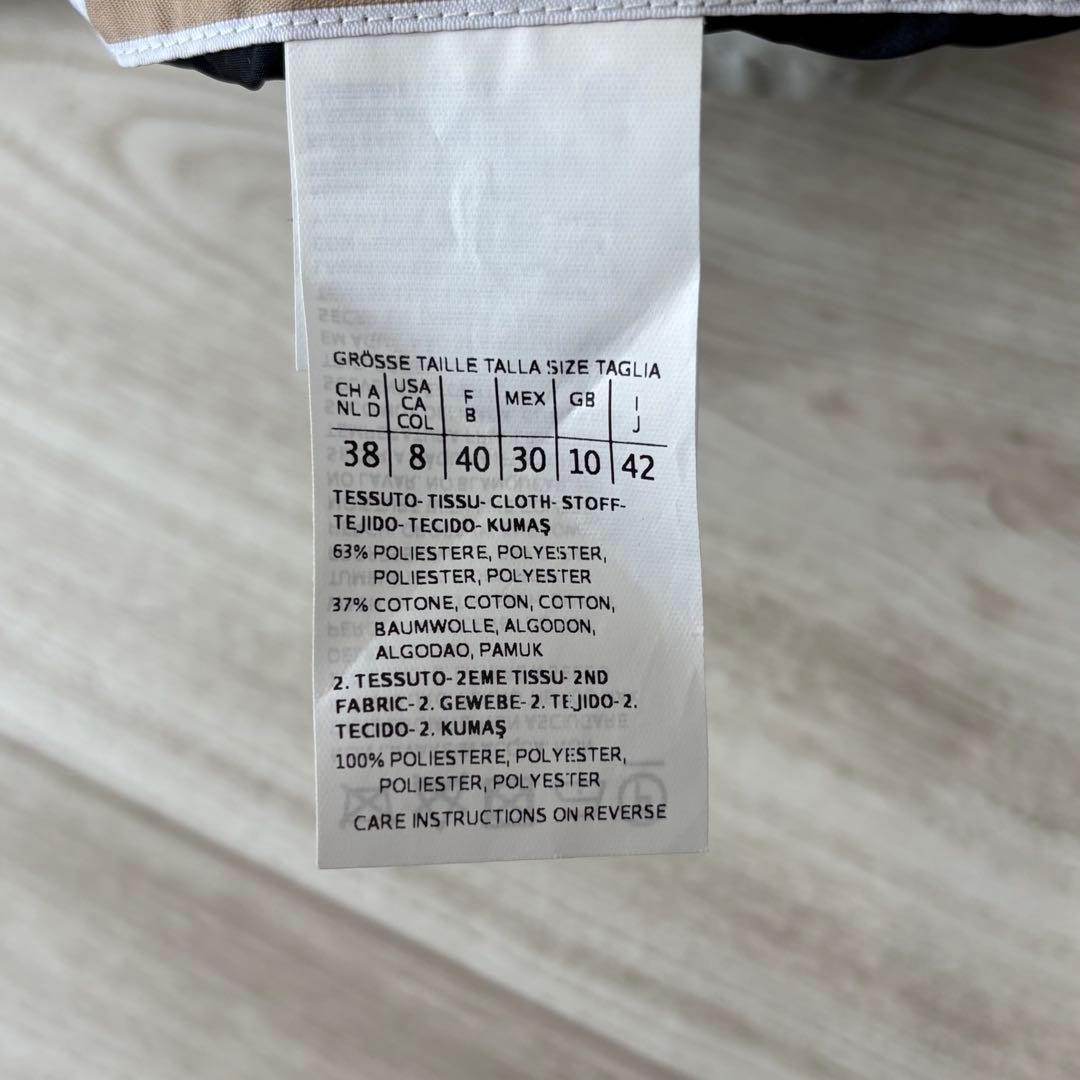 GRÖSSE TAILLE TALLA SIZE TAGLIA
CH A NL D | USA CA COL | F B | MEX | GB | I J
38 | 8 | 40 | 30 | 10 | 42
TESSUTO- TISSU- CLOTH- STOFF-
TEJIDO- TECIDO- KUMAŞ
63% POLIESTERE, POLYESTER,
POLIESTER, POLYESTER
37% COTONE, COTON, COTTON,
BAUMWOLLE, ALGODON,
ALGODAO, PAMUK
2. TESSUTO- 2EME TISSU- 2ND
FABRIC- 2. GEWEBE- 2. TEJIDO- 2.
TECIDO- 2. KUMAŞ
100% POLIESTERE, POLYESTER,
POLIESTER, POLYESTER
CARE INSTRUCTIONS ON REVERSE